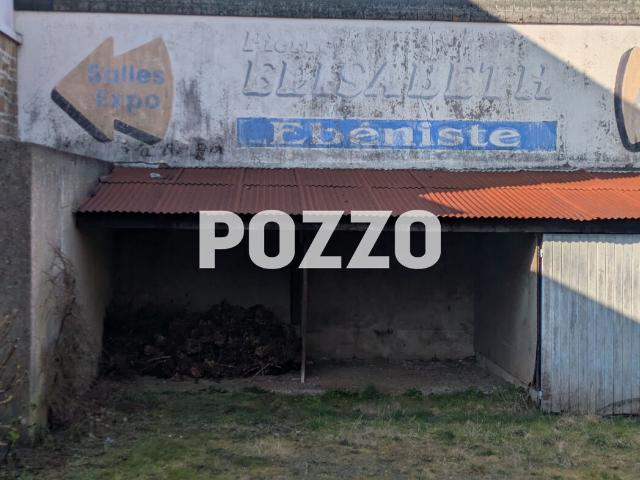 Salles
Expo
ELISABETH
Ebéniste
POZZO